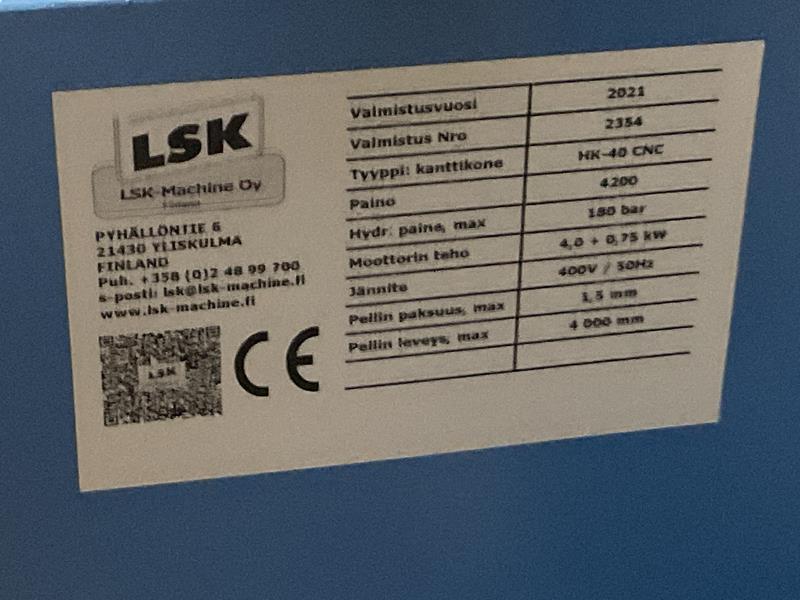 LSK
LSK-Machine Oy
Finland
PYHÄLLÖNTIE 6
21430 YLISKULMA
FINLAND
Puh. +358 (0)2 48 99 700
s-posti: lsk@lsk-machine.fi
www.lsk-machine.fi
LSK
CE
Valmistusvuosi 2021
Valmistus Nro 2354
Tyyppi: kanttikone HK-40 CNC
Paino 4200
Hydr. paine, max 180 bar
Moottorin teho 4,0 + 0,75 kW
Jännite 400V / 50Hz
Pellin paksuus, max 1,5 mm
Pellin leveys, max 4 000 mm